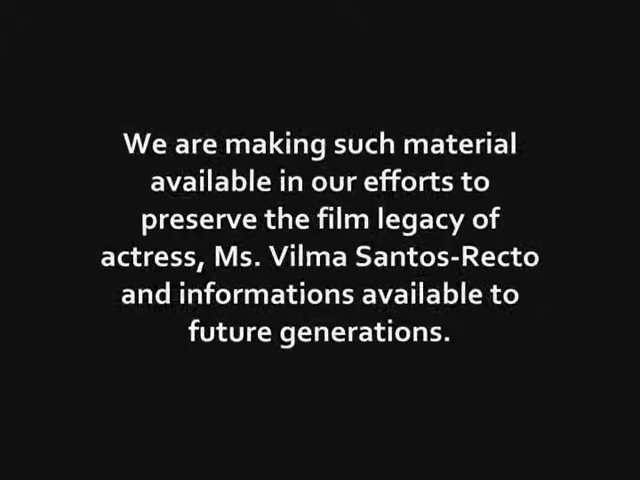 We are making such material
available in our efforts to
preserve the film legacy of
actress, Ms. Vilma Santos-Recto
and informations available to
future generations.